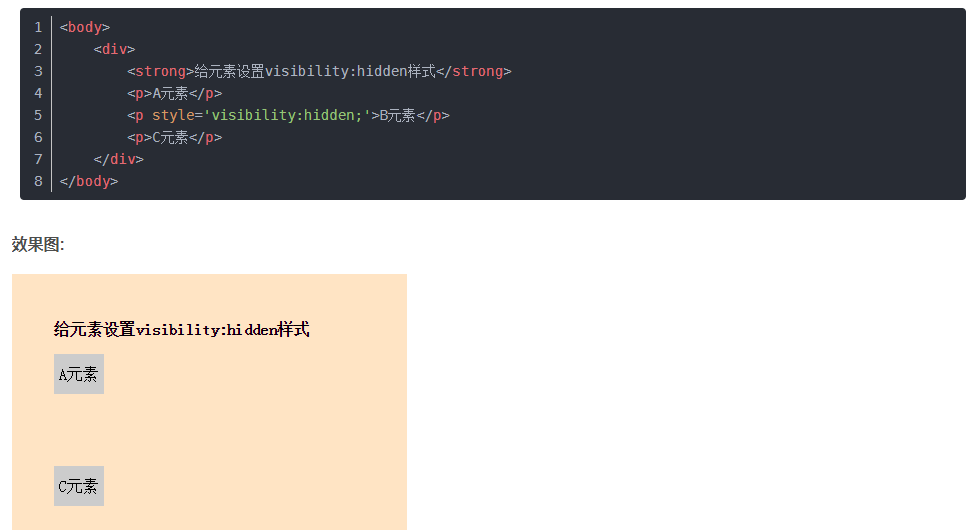 1 <body>
2     <div>
3         <strong>给元素设置visibility:hidden样式</strong>
4         <p>A元素</p>
5         <p style='visibility:hidden;'>B元素</p>
6         <p>C元素</p>
7     </div>
8 </body>
效果图:
给元素设置visibility:hidden样式
A元素
C元素